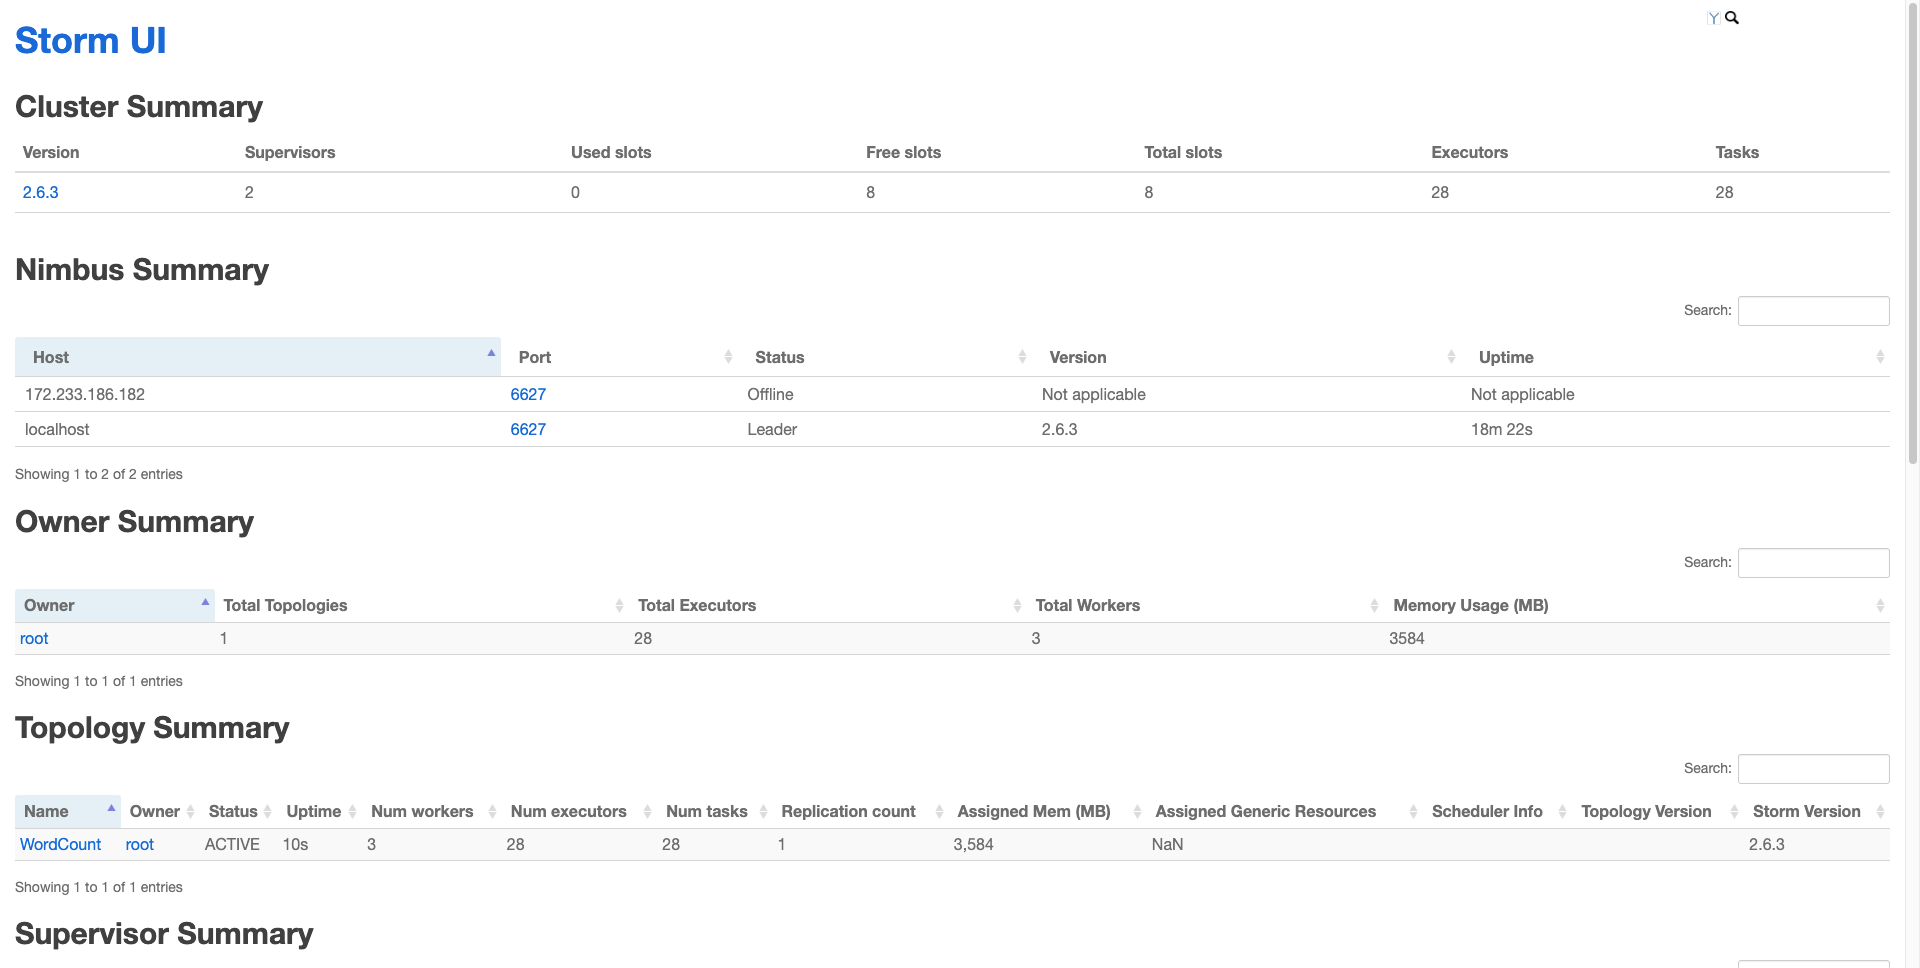 Storm UI
Cluster Summary
Version Supervisors Used slots Free slots Total slots Executors Tasks
2.6.3 2 0 8 8 28 28
Nimbus Summary
Search:
Host Port Status Version Uptime
172.233.186.182 6627 Offline Not applicable Not applicable
localhost 6627 Leader 2.6.3 18m 22s
Showing 1 to 2 of 2 entries
Owner Summary
Search:
Owner Total Topologies Total Executors Total Workers Memory Usage (MB)
root 1 28 3 3584
Showing 1 to 1 of 1 entries
Topology Summary
Search:
Name Owner Status Uptime Num workers Num executors Num tasks Replication count Assigned Mem (MB) Assigned Generic Resources Scheduler Info Topology Version Storm Version
WordCount root ACTIVE 10s 3 28 28 1 3,584 NaN 2.6.3
Showing 1 to 1 of 1 entries
Supervisor Summary